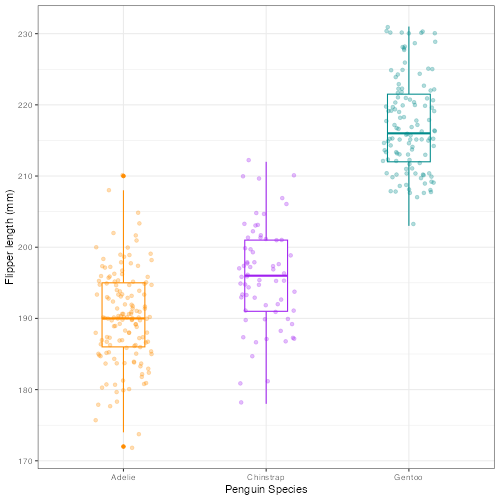 Flipper length (mm)
230
220
210
200
190
180
170
Adelie
Chinstrap
Gentoo
Penguin Species